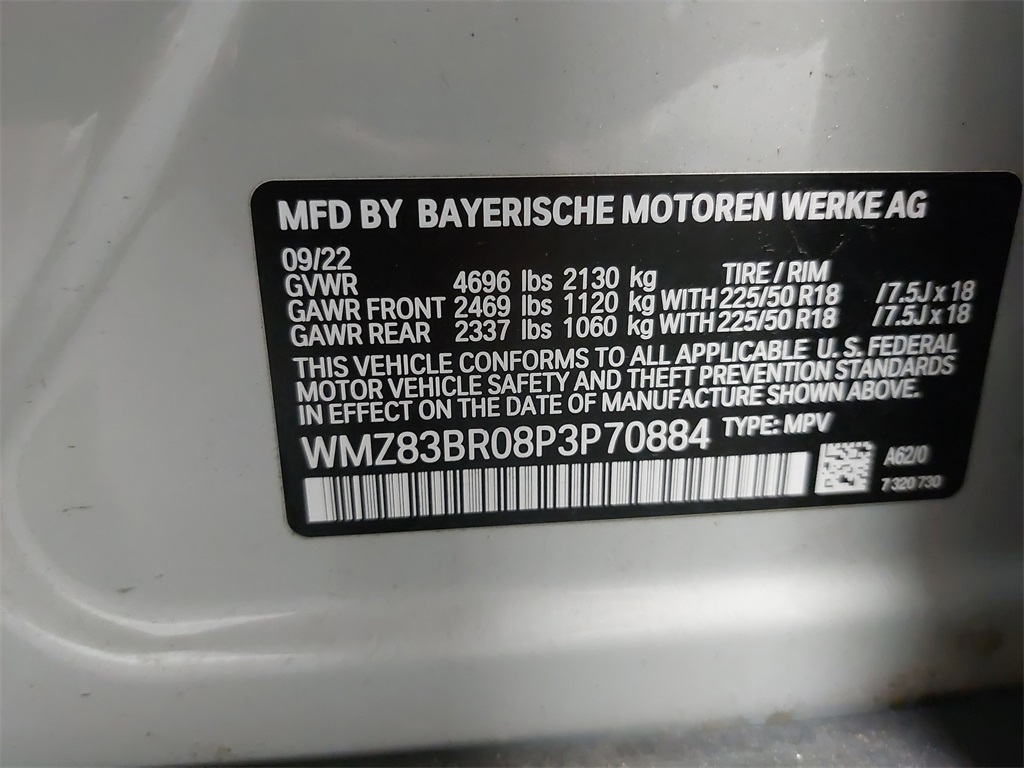 MFD BY BAYERISCHE MOTOREN WERKE AG
09/22
TIRE / RIM
GVWR 4696 lbs 2130 kg
GAWR FRONT 2469 lbs 1120 kg WITH 225/50 R18 /7.5J x 18
GAWR REAR 2337 lbs 1060 kg WITH 225/50 R18 /7.5J x 18
THIS VEHICLE CONFORMS TO ALL APPLICABLE U. S. FEDERAL
MOTOR VEHICLE SAFETY AND THEFT PREVENTION STANDARDS
IN EFFECT ON THE DATE OF MANUFACTURE SHOWN ABOVE.
WMZ83BR08P3P70884 TYPE: MPV
A62/0
7 320 730